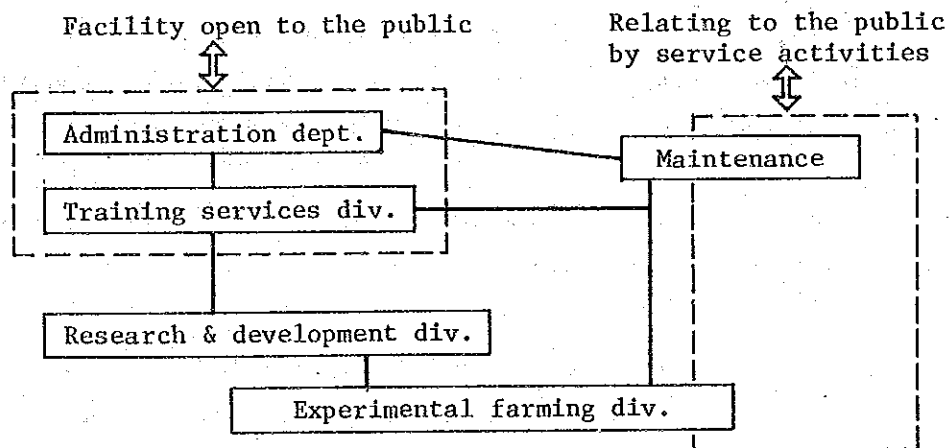 Facility open to the public
Relating to the public
by service activities
Administration dept.
Maintenance
Training services div.
Research & development div.
Experimental farming div.